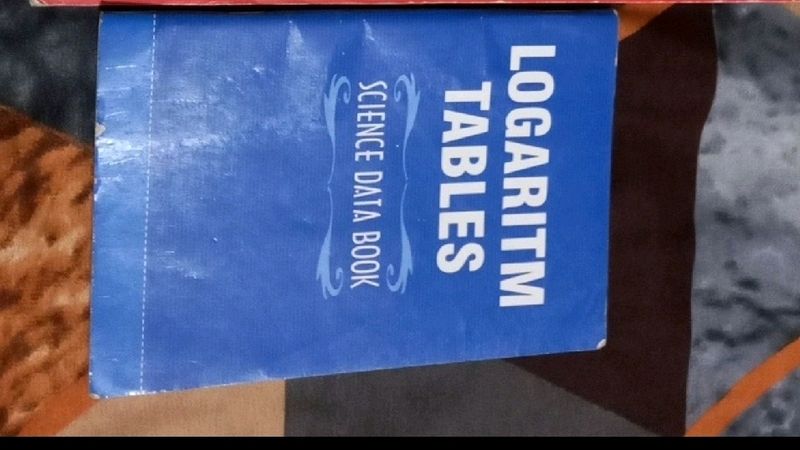 LOGARITM
TABLES
SCIENCE DATA BOOK